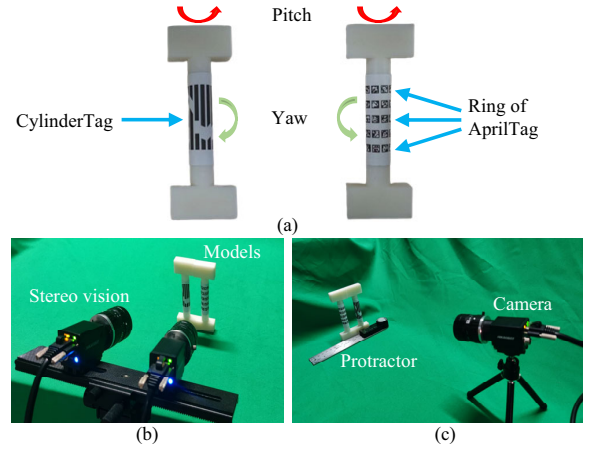 Pitch
CylinderTag
Yaw
Ring of
AprilTag
(a)
Models
Stereo vision
Camera
Protractor
(b)
(c)